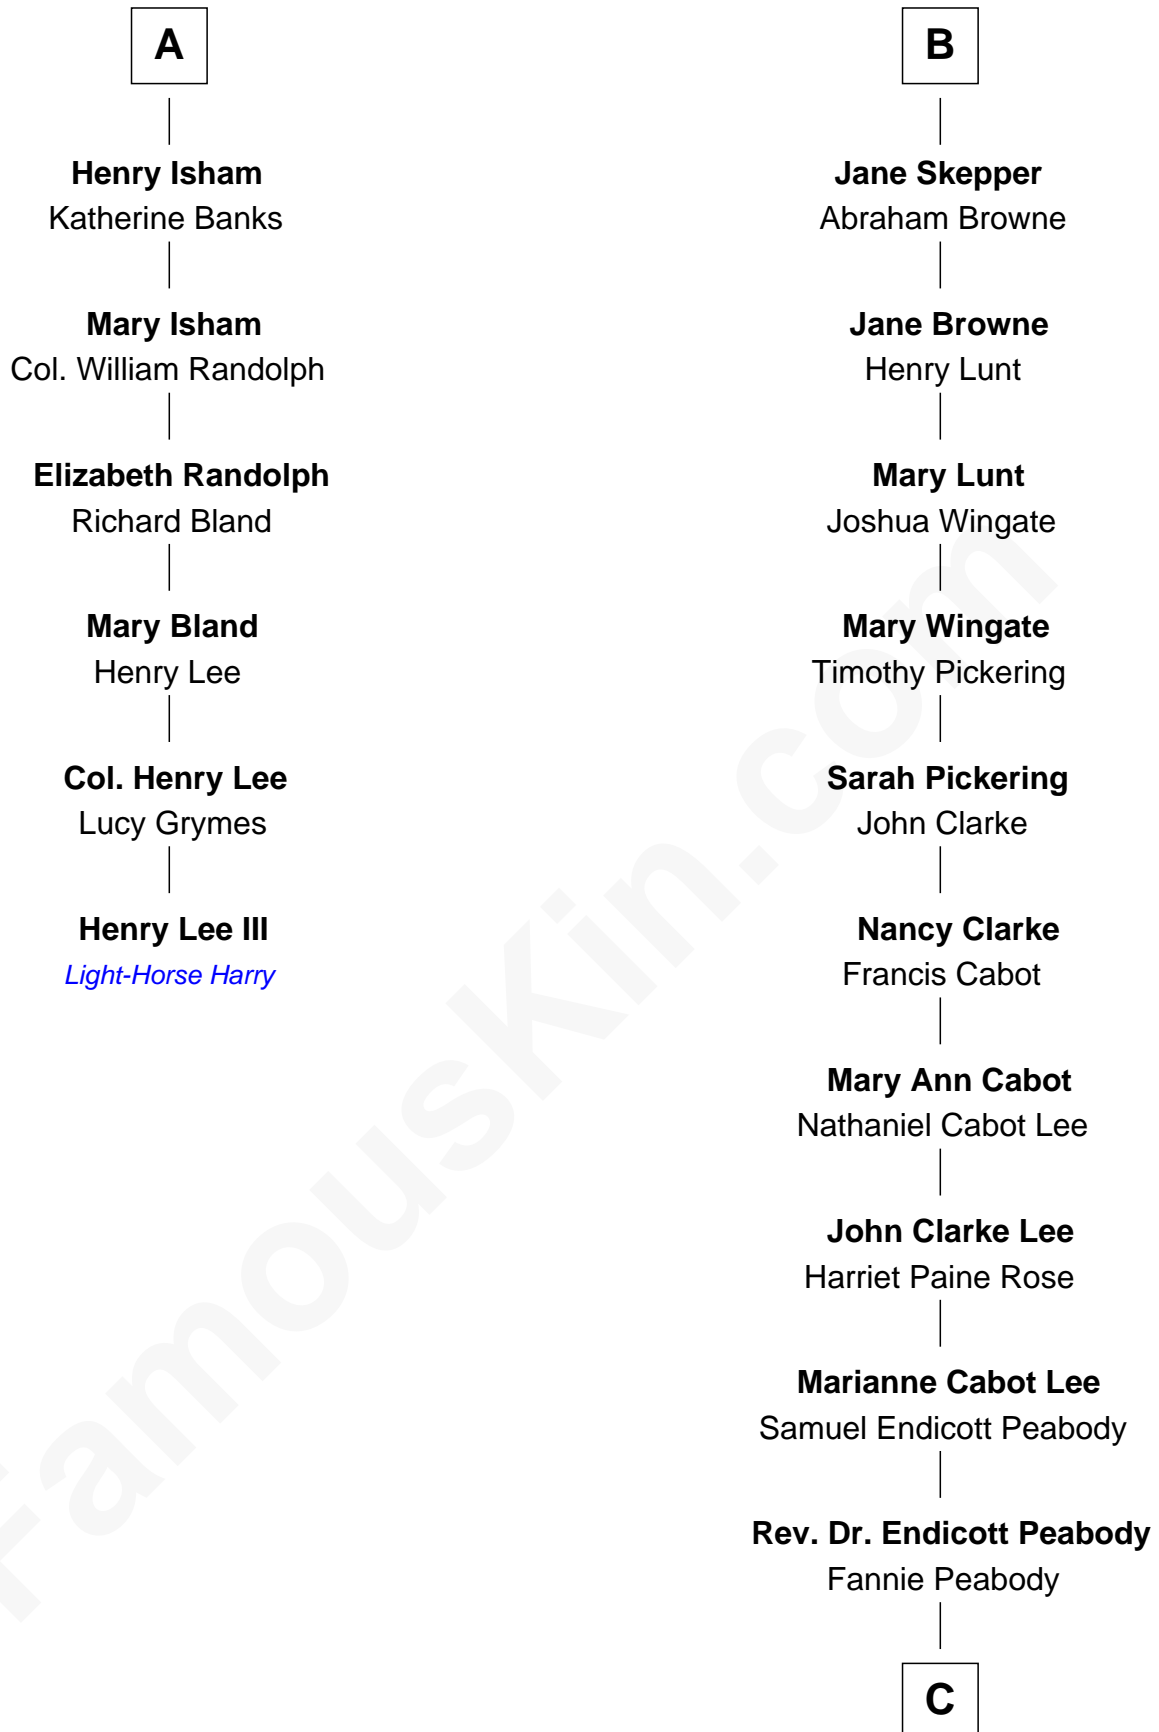 A
Henry Isham
Katherine Banks
Mary Isham
Col. William Randolph
Elizabeth Randolph
Richard Bland
Mary Bland
Henry Lee
Col. Henry Lee
Lucy Grymes
Henry Lee III
Light-Horse Harry
B
Jane Skepper
Abraham Browne
Jane Browne
Henry Lunt
Mary Lunt
Joshua Wingate
Mary Wingate
Timothy Pickering
Sarah Pickering
John Clarke
Nancy Clarke
Francis Cabot
Mary Ann Cabot
Nathaniel Cabot Lee
John Clarke Lee
Harriet Paine Rose
Marianne Cabot Lee
Samuel Endicott Peabody
Rev. Dr. Endicott Peabody
Fannie Peabody
C
FamousKin.com